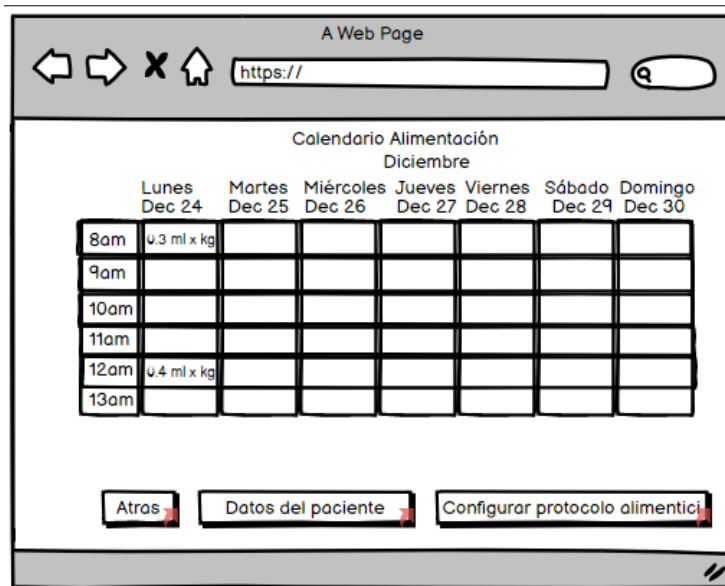 A Web Page
https://
Calendario Alimentación
Diciembre
Lunes Martes Miércoles Jueves Viernes Sábado Domingo
Dec 24 Dec 25 Dec 26 Dec 27 Dec 28 Dec 29 Dec 30
8am 0.3 ml x kg
9am
10am
11am
12am 0.4 ml x kg
13am
Atras Datos del paciente Configurar protocolo alimentici